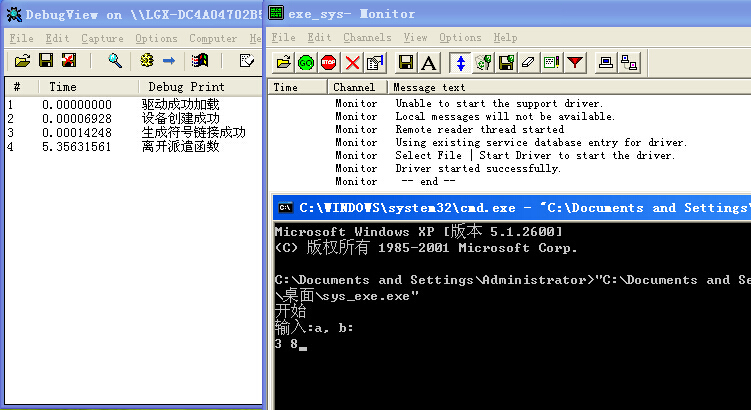 DebugView on \\LGX-DC4A04702B5
File Edit Capture Options Computer He
# Time Debug Print
1 0.00000000 驱动成功加载
2 0.00006928 设备创建成功
3 0.00014248 生成符号链接成功
4 5.35631561 离开派遣函数
exe_sys- Monitor
File Edit Channels View Options Help
GO STOP A
Time Channel Message text
Monitor Unable to start the support driver.
Monitor Local messages will not be available.
Monitor Remote reader thread started
Monitor Using existing service database entry for driver.
Monitor Select File | Start Driver to start the driver.
Monitor Driver started successfully.
Monitor -- end --
C:\WINDOWS\system32\cmd.exe - "C:\Documents and Settings\
Microsoft Windows XP [版本 5.1.2600]
(C) 版权所有 1985-2001 Microsoft Corp.
C:\Documents and Settings\Administrator>"C:\Documents and Se
\桌面\sys_exe.exe"
开始
输入:a, b:
3 8_